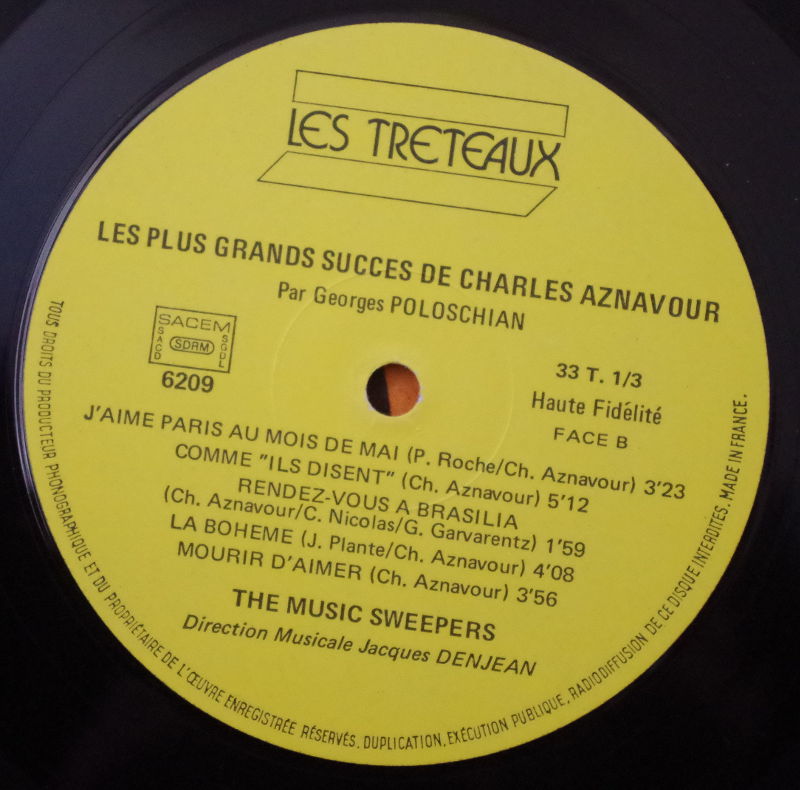 LES TRETEAUX
LES PLUS GRANDS SUCCES DE CHARLES AZNAVOUR
Par Georges POLOSCHIAN
SACEM
SACD
SDRM
SGDL
6209
33 T. 1/3
Haute Fidélité
FACE B
J'AIME PARIS AU MOIS DE MAI (P. Roche/Ch. Aznavour) 3'23
COMME "ILS DISENT" (Ch. Aznavour) 5'12
RENDEZ-VOUS A BRASILIA
(Ch. Aznavour/C. Nicolas/G. Garvarentz) 1'59
LA BOHEME (J. Plante/Ch. Aznavour) 4'08
MOURIR D'AIMER (Ch. Aznavour) 3'56
THE MUSIC SWEEPERS
Direction Musicale Jacques DENJEAN
TOUS DROITS DU PRODUCTEUR PHONOGRAPHIQUE ET DU PROPRIÉTAIRE DE L'ŒUVRE ENREGISTRÉE RÉSERVÉS. DUPLICATION, EXÉCUTION PUBLIQUE, RADIODIFFUSION DE CE DISQUE INTERDITES. MADE IN FRANCE.